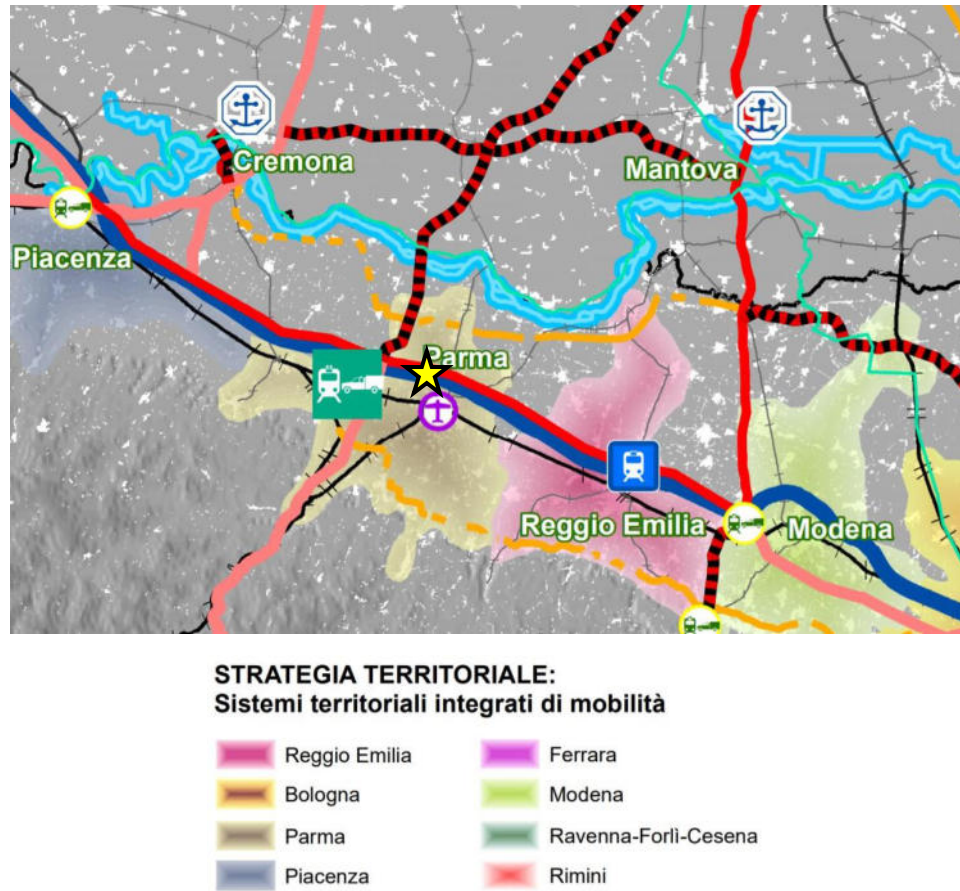 Cremona
Mantova
Piacenza
Parma
Reggio Emilia
Modena
STRATEGIA TERRITORIALE:
Sistemi territoriali integrati di mobilità
Reggio Emilia
Ferrara
Bologna
Modena
Parma
Ravenna-Forlì-Cesena
Piacenza
Rimini